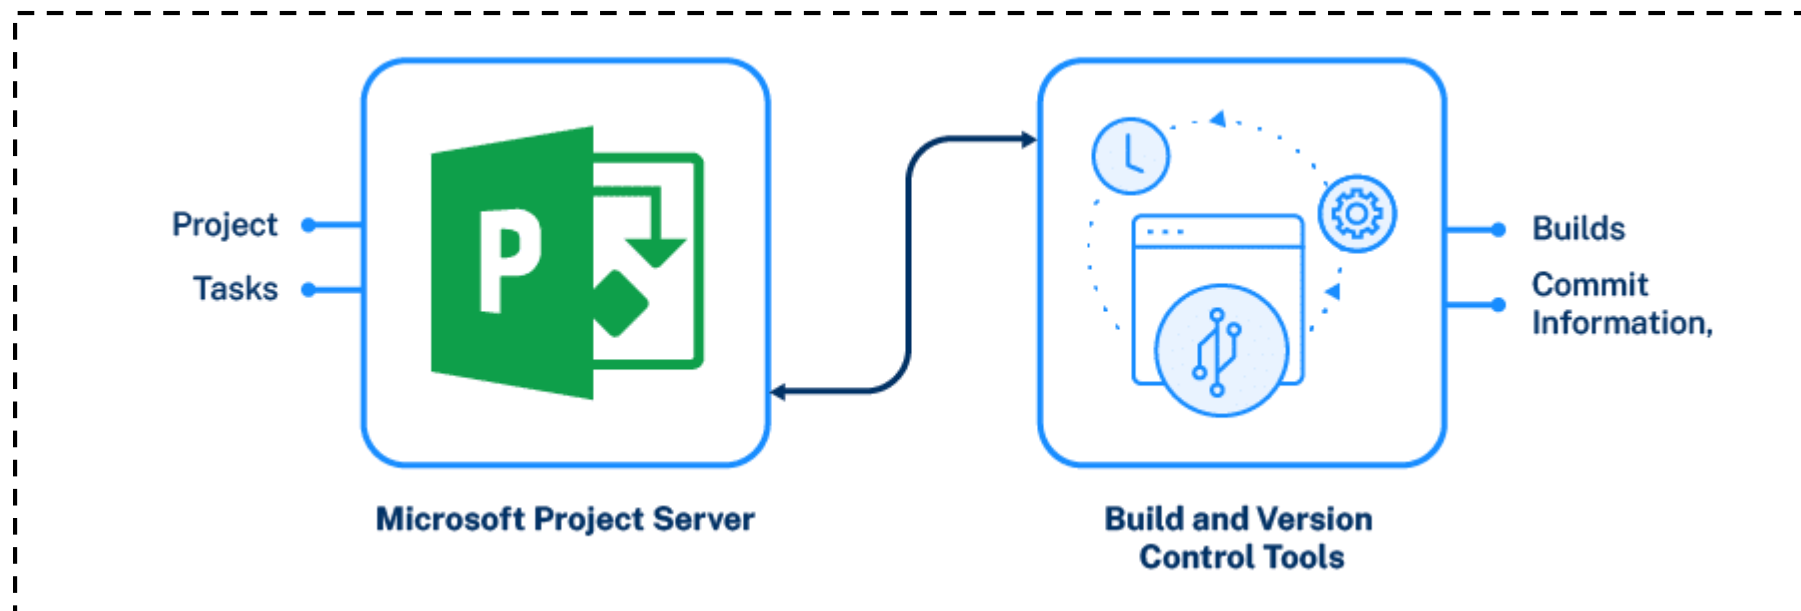 Project
Tasks
P
Builds
Commit
Information,
Microsoft Project Server
Build and Version
Control Tools